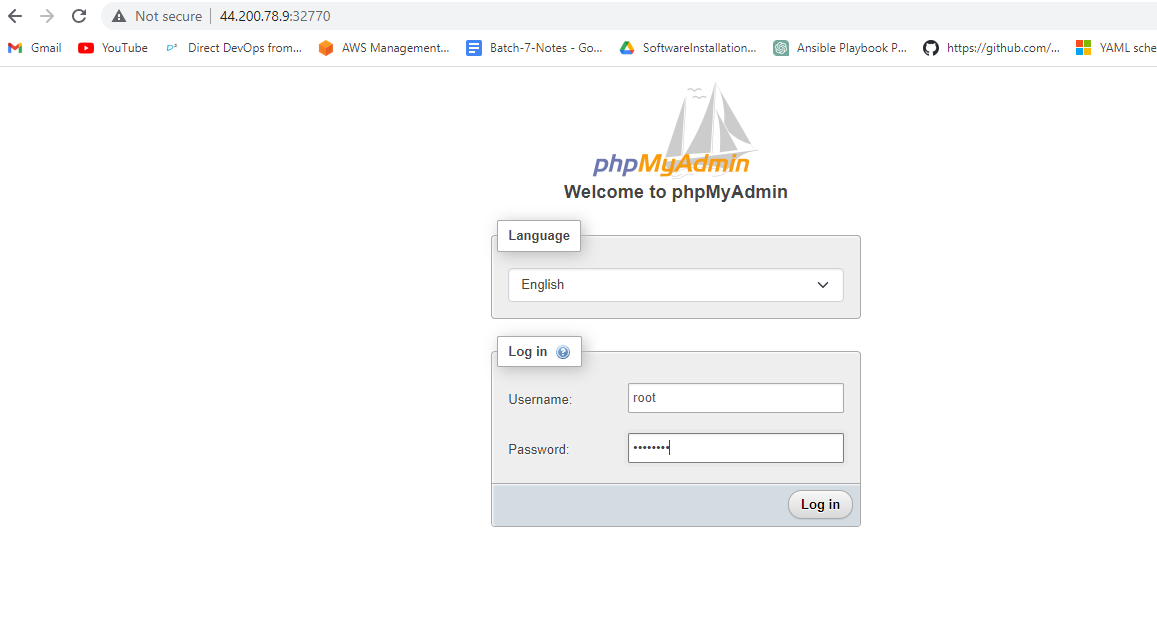 Not secure 44.200.78.9:32770
Gmail YouTube Direct DevOps from... AWS Management... Batch-7-Notes - Go... SoftwareInstallation... Ansible Playbook P... https://github.com/... YAML sche
phpMyAdmin
Welcome to phpMyAdmin
Language
English
Log in
Username: root
Password: ••••••••
Log in